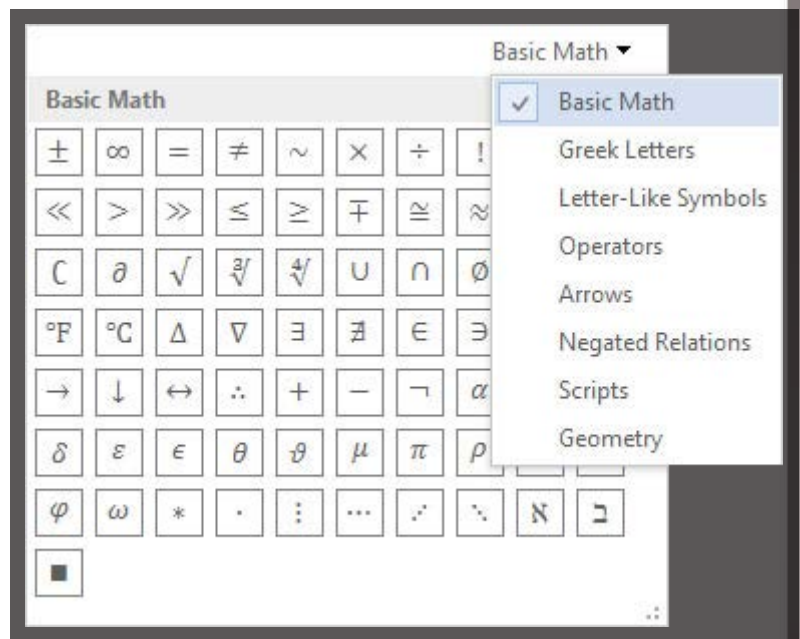 Basic Math
Basic Math
Basic Math
Greek Letters
Letter-Like Symbols
Operators
Arrows
Negated Relations
Scripts
Geometry
± ∞ = ≠ ~ × ÷ !
≪ > ≫ ≤ ≥ ∓ ≅ ≈
∁ ∂ √ ∛ ∜ ∪ ∩ ∅
°F °C ∆ ∇ ∃ ∄ ∈ ∋
→ ↓ ↔ ∴ + − ¬ α
δ ε ϵ θ ϑ μ π ρ
φ ω ∗ ∙ ⋮ ⋯ ⋰ ⋱ ℵ ℶ
∎